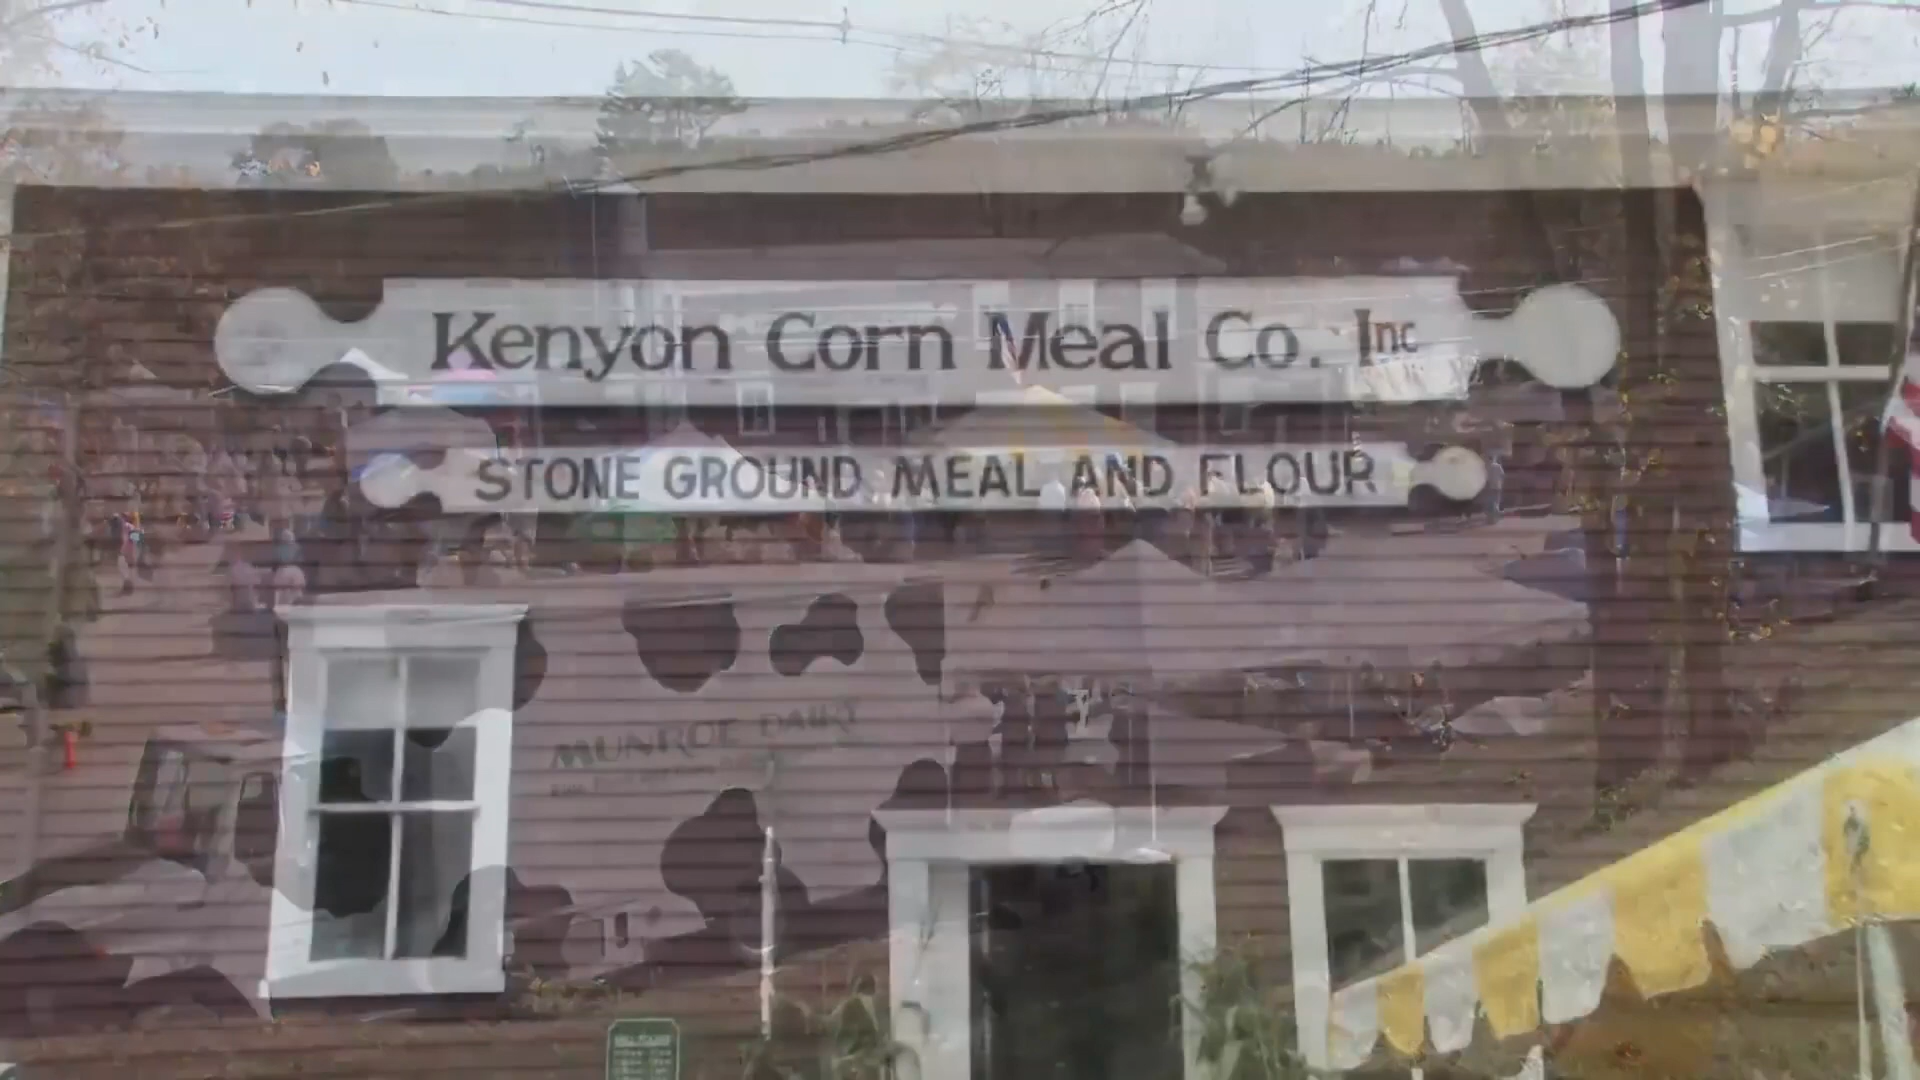 Kenyon Corn Meal Co. Inc
STONE GROUND MEAL AND FLOUR
MUNROE DAIRY